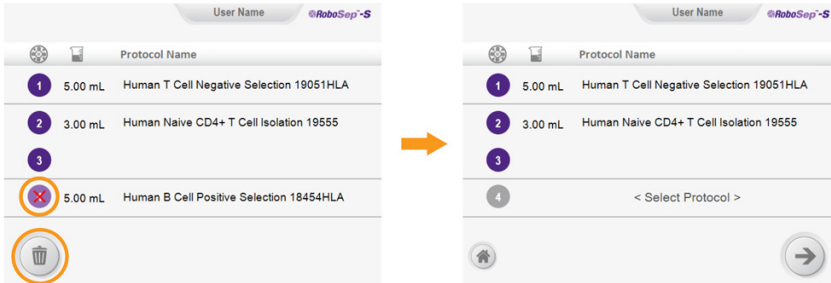 User Name
RoboSep-S
Protocol Name
1 5.00 mL Human T Cell Negative Selection 19051HLA
2 3.00 mL Human Naive CD4+ T Cell Isolation 19555
3
5.00 mL Human B Cell Positive Selection 18454HLA
User Name
RoboSep-S
Protocol Name
1 5.00 mL Human T Cell Negative Selection 19051HLA
2 3.00 mL Human Naive CD4+ T Cell Isolation 19555
3
4 < Select Protocol >